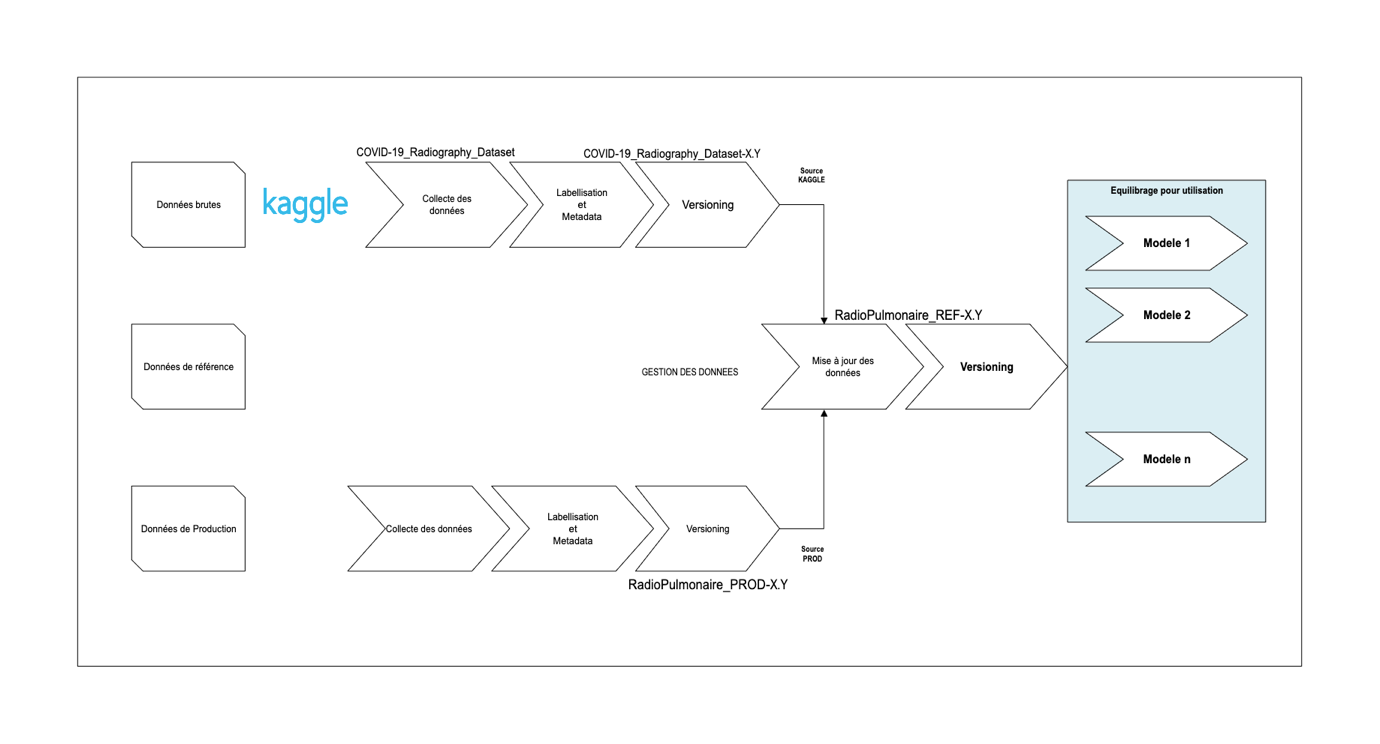 COVID-19_Radiography_Dataset
COVID-19_Radiography_Dataset-X.Y
Données brutes
kaggle
Collecte des
données
Labellisation
et
Metadata
Versioning
Source
KAGGLE
Equilibrage pour utilisation
Modele 1
Modele 2
Modele n
Données de référence
GESTION DES DONNEES
RadioPulmonaire_REF-X.Y
Mise à jour des
données
Versioning
Données de Production
Collecte des données
Labellisation
et
Metadata
Versioning
Source
PROD
RadioPulmonaire_PROD-X.Y